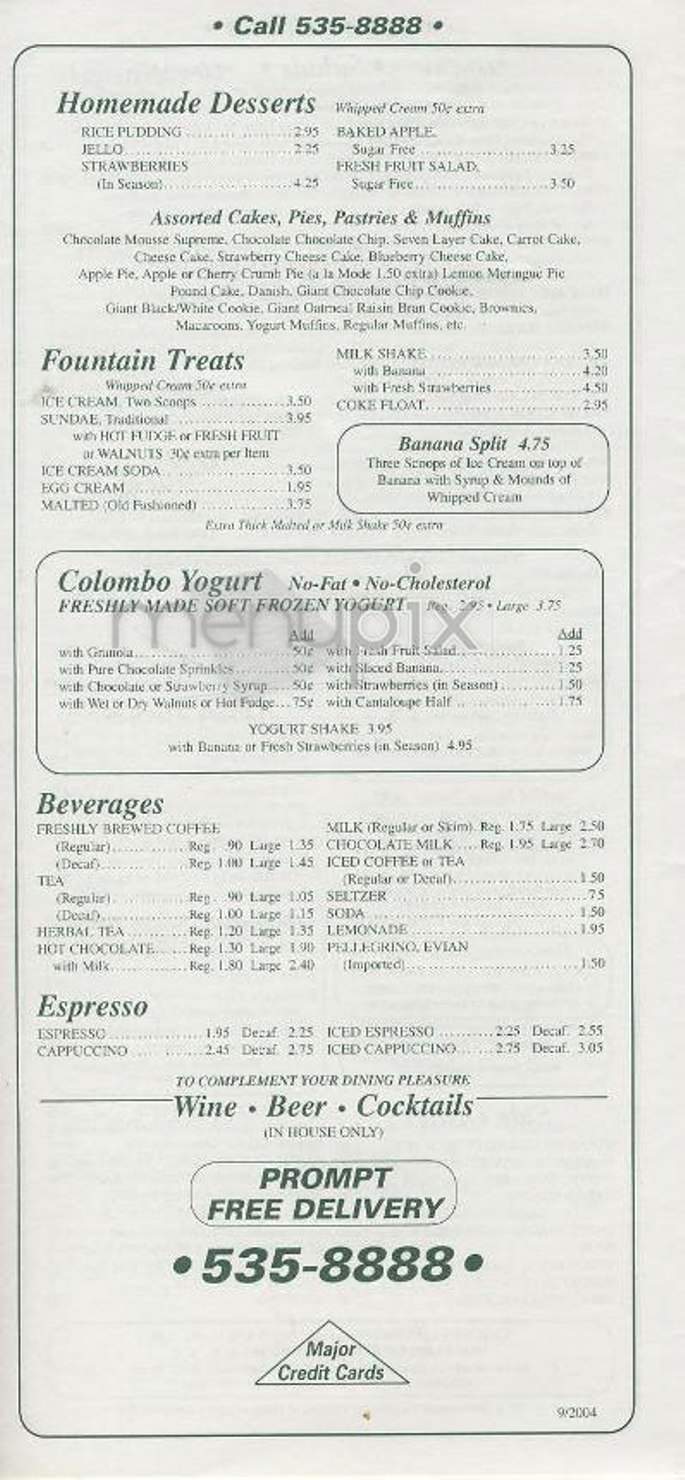 • Call 535-8888 •
Homemade Desserts Whipped Cream 50¢ extra
RICE PUDDING ................ 2.95
JELLO ................ 2.25
STRAWBERRIES
(In Season) ................ 4.25
BAKED APPLE,
Sugar Free ................ 3.25
FRESH FRUIT SALAD,
Sugar Free ................ 3.50
Assorted Cakes, Pies, Pastries & Muffins
Chocolate Mousse Supreme, Chocolate Chocolate Chip, Seven Layer Cake, Carrot Cake,
Cheese Cake, Strawberry Cheese Cake, Blueberry Cheese Cake,
Apple Pie, Apple or Cherry Crumb Pie (a la Mode 1.50 extra) Lemon Meringue Pie
Pound Cake, Danish, Giant Chocolate Chip Cookie,
Giant Black/White Cookie, Giant Oatmeal Raisin Bran Cookie, Brownies,
Macaroons, Yogurt Muffins, Regular Muffins, etc.
Fountain Treats
Whipped Cream 50¢ extra
ICE CREAM, Two Scoops ................ 3.50
SUNDAE, Traditional ................ 3.95
with HOT FUDGE or FRESH FRUIT
or WALNUTS 30¢ extra per Item
ICE CREAM SODA ................ 3.50
EGG CREAM ................ 1.95
MALTED (Old Fashioned) ................ 3.75
MILK SHAKE ................ 3.50
with Banana ................ 4.20
with Fresh Strawberries ................ 4.50
COKE FLOAT ................ 2.95
Banana Split 4.75
Three Scoops of Ice Cream on top of
Banana with Syrup & Mounds of
Whipped Cream
Extra Thick Malted or Milk Shake 50¢ extra
Colombo Yogurt No-Fat • No-Cholesterol
FRESHLY MADE SOFT FROZEN YOGURT Reg. 2.95 • Large 3.75
Add
with Granola ................ 50¢
with Pure Chocolate Sprinkles ................ 50¢
with Chocolate or Strawberry Syrup ................ 50¢
with Wet or Dry Walnuts or Hot Fudge ... 75¢
Add
with Fresh Fruit Salad ................ 1.25
with Sliced Banana ................ 1.25
with Strawberries (in Season) ................ 1.50
with Cantaloupe Half ................ 1.75
YOGURT SHAKE 3.95
with Banana or Fresh Strawberries (in Season) 4.95
menupix
Beverages
FRESHLY BREWED COFFEE
(Regular) ................ Reg. .90 Large 1.35
(Decaf) ................ Reg. 1.00 Large 1.45
TEA
(Regular) ................ Reg. .90 Large 1.05
(Decaf) ................ Reg. 1.00 Large 1.15
HERBAL TEA ................ Reg. 1.20 Large 1.35
HOT CHOCOLATE ...... Reg. 1.30 Large 1.90
with Milk ................ Reg. 1.80 Large 2.40
MILK (Regular or Skim). Reg. 1.75 Large 2.50
CHOCOLATE MILK .... Reg. 1.95 Large 2.70
ICED COFFEE or TEA
(Regular or Decaf) ................ 1.50
SELTZER ................ .75
SODA ................ 1.50
LEMONADE ................ 1.95
PELLEGRINO, EVIAN
(Imported) ................ 1.50
Espresso
ESPRESSO ................ 1.95 Decaf. 2.25
CAPPUCCINO ................ 2.45 Decaf. 2.75
ICED ESPRESSO .......... 2.25 Decaf. 2.55
ICED CAPPUCCINO ...... 2.75 Decaf. 3.05
TO COMPLEMENT YOUR DINING PLEASURE
Wine • Beer • Cocktails
(IN HOUSE ONLY)
PROMPT
FREE DELIVERY
• 535-8888 •
Major
Credit Cards
9/2004